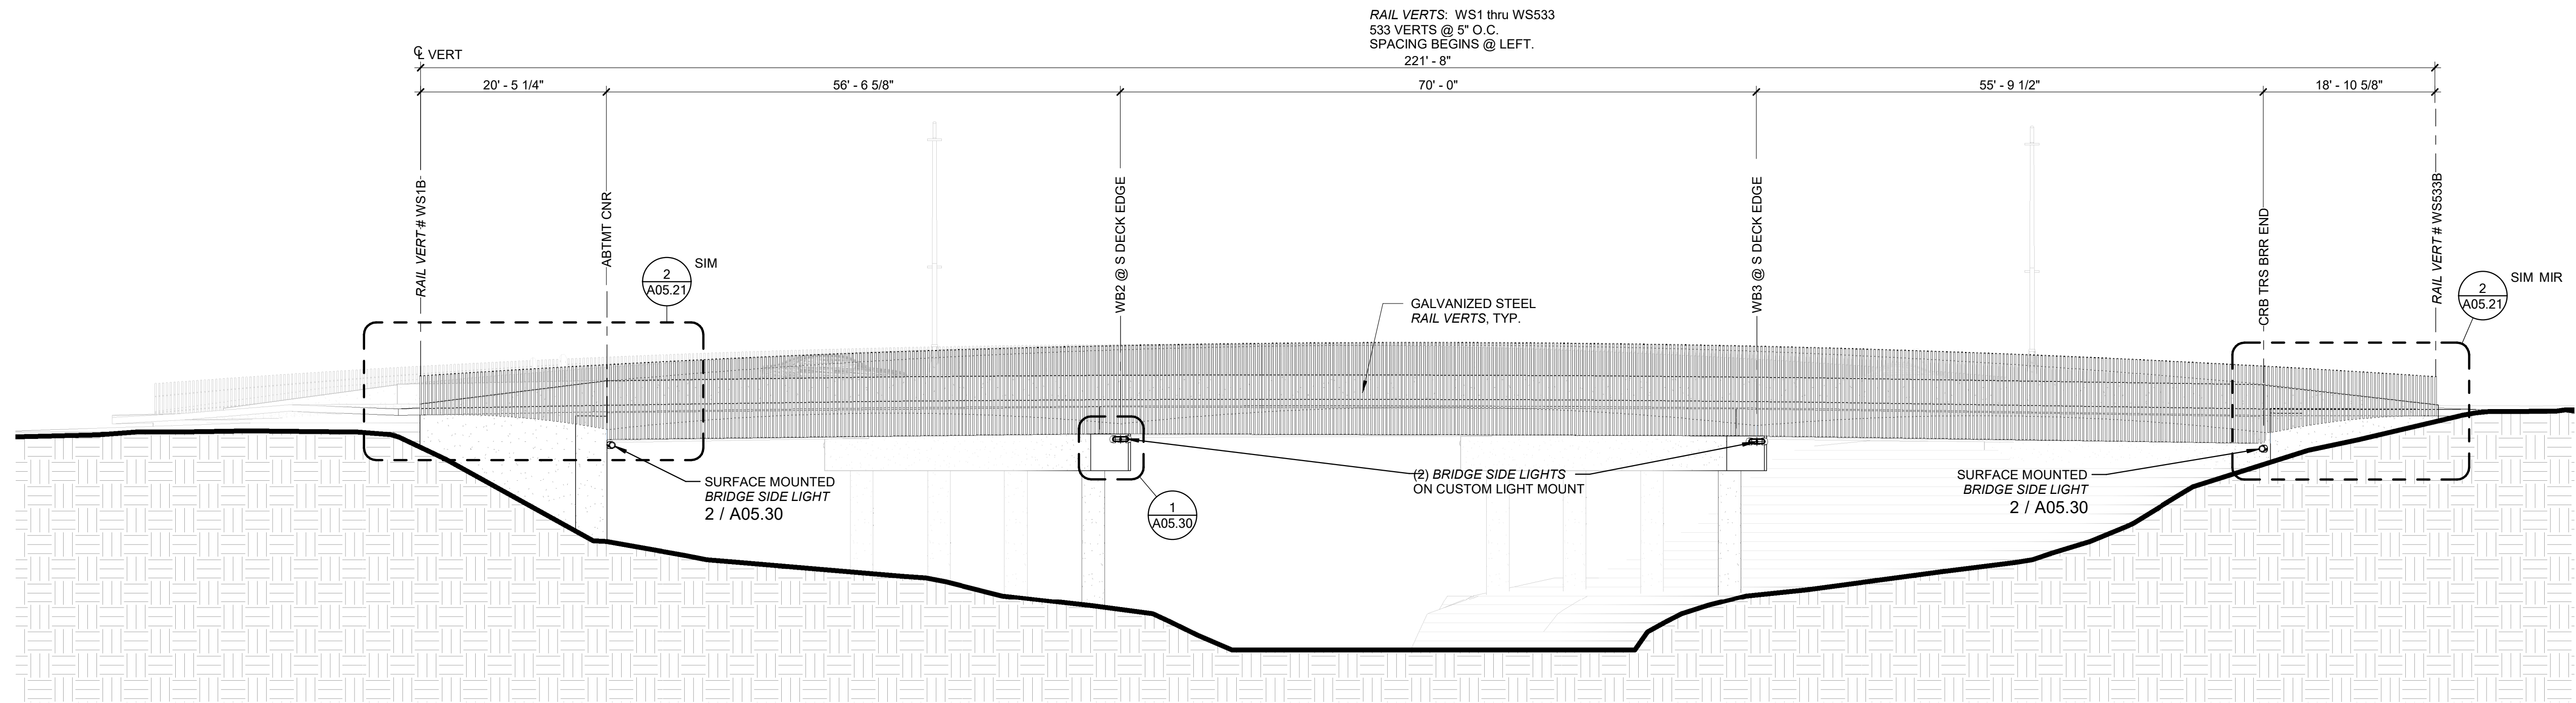 RAIL VERTS: WS1 thru WS533
533 VERTS @ 5" O.C.
SPACING BEGINS @ LEFT.
℄ VERT
221' - 8"
20' - 5 1/4"
56' - 6 5/8"
70' - 0"
55' - 9 1/2"
18' - 10 5/8"
RAIL VERT# WS1B
ABTMT CNR
WB2 @ S DECK EDGE
WB3 @ S DECK EDGE
CRB TRS BRR END
RAIL VERT# WS533B
2
A05.21
SIM
2
A05.21
SIM MIR
GALVANIZED STEEL
RAIL VERTS, TYP.
SURFACE MOUNTED
BRIDGE SIDE LIGHT
2 / A05.30
1
A05.30
(2) BRIDGE SIDE LIGHTS
ON CUSTOM LIGHT MOUNT
SURFACE MOUNTED
BRIDGE SIDE LIGHT
2 / A05.30